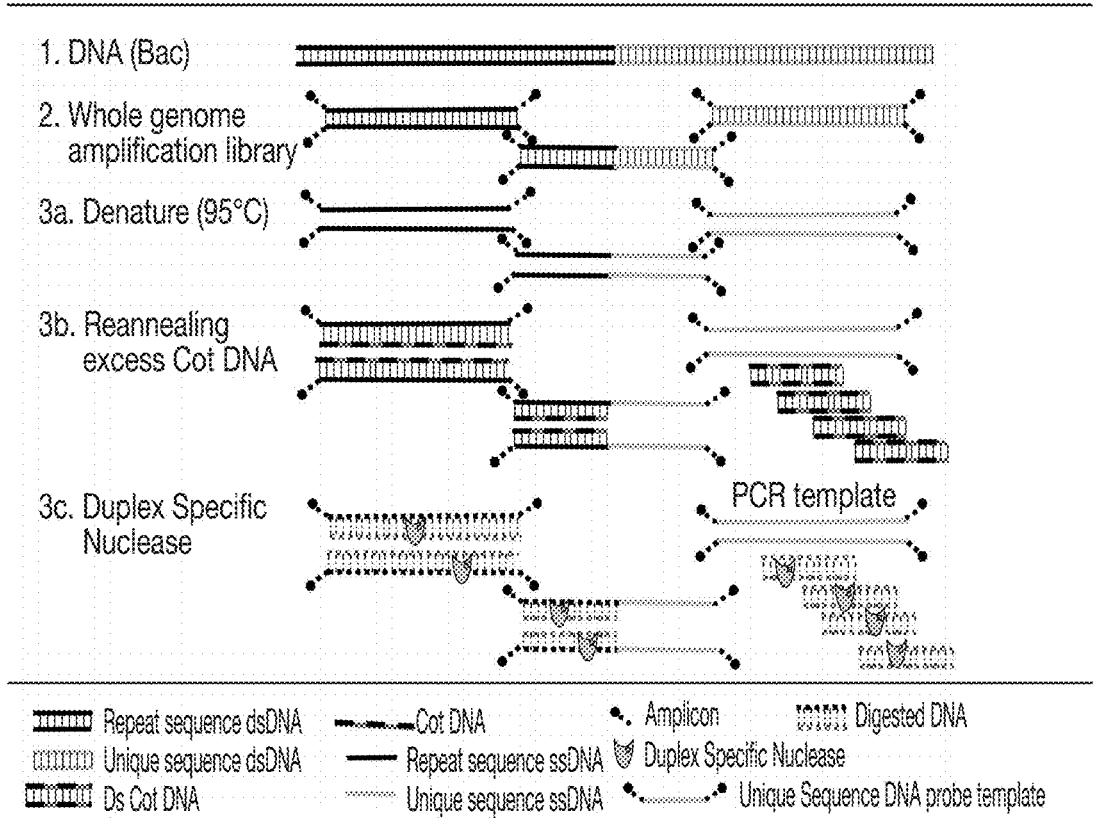 1. DNA (Bac)
2. Whole genome
amplification library
3a. Denature (95°C)
3b. Reannealing
excess Cot DNA
3c. Duplex Specific
Nuclease
PCR template
Repeat sequence dsDNA
Cot DNA
Amplicon
Digested DNA
Unique sequence dsDNA
Repeat sequence ssDNA
Duplex Specific Nuclease
Ds Cot DNA
Unique sequence ssDNA
Unique Sequence DNA probe template